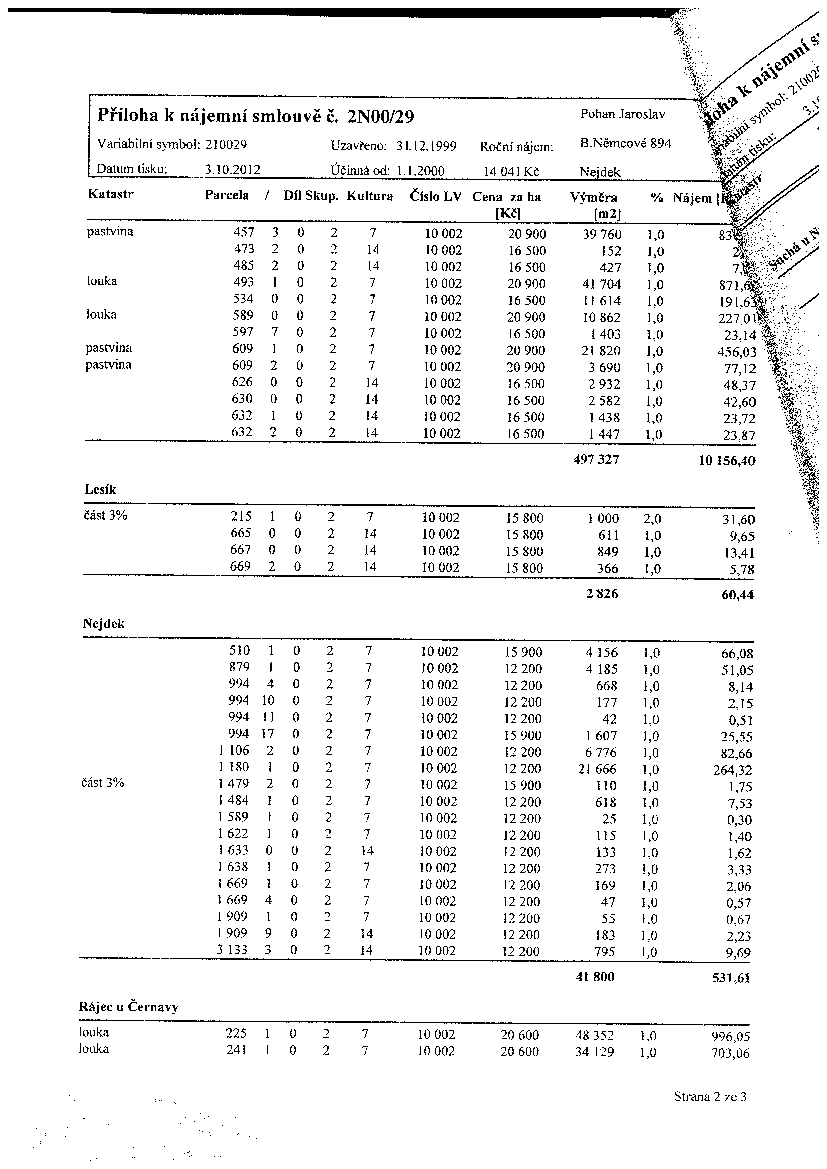 Příloha k nájemní smlouvě č. 2N00/29 Pohan Jaroslav
Variabilní symbol: 210029 Uzavřeno: 31.12.1999 Roční nájem: B.Němcové 894
Datum tisku: 3.10.2012 Účinná od: 1.1.2000 14 041 Kč Nejdek
Katastr Parcela / Díl Skup. Kultura Číslo LV Cena za ha Výměra % Nájem
[Kč] [m2]
pastvina 457 3 0 2 7 10 002 20 900 39 760 1,0
473 2 0 2 14 10 002 16 500 152 1,0
485 2 0 2 14 10 002 16 500 427 1,0
louka 493 1 0 2 7 10 002 20 900 41 704 1,0
534 0 0 2 7 10 002 16 500 11 614 1,0 191,63
louka 589 0 0 2 7 10 002 20 900 10 862 1,0 227,01
597 7 0 2 7 10 002 16 500 1 403 1,0 23,14
pastvina 609 1 0 2 7 10 002 20 900 21 820 1,0 456,03
pastvina 609 2 0 2 7 10 002 20 900 3 690 1,0 77,12
626 0 0 2 14 10 002 16 500 2 932 1,0 48,37
630 0 0 2 14 10 002 16 500 2 582 1,0 42,60
632 1 0 2 14 10 002 16 500 1 438 1,0 23,72
632 2 0 2 14 10 002 16 500 1 447 1,0 23,87
497 327 10 156,40
Lesík
část 3% 215 1 0 2 7 10 002 15 800 1 000 2,0 31,60
665 0 0 2 14 10 002 15 800 611 1,0 9,65
667 0 0 2 14 10 002 15 800 849 1,0 13,41
669 2 0 2 14 10 002 15 800 366 1,0 5,78
2 826 60,44
Nejdek
510 1 0 2 7 10 002 15 900 4 156 1,0 66,08
879 1 0 2 7 10 002 12 200 4 185 1,0 51,05
994 4 0 2 7 10 002 12 200 668 1,0 8,14
994 10 0 2 7 10 002 12 200 177 1,0 2,15
994 11 0 2 7 10 002 12 200 42 1,0 0,51
994 17 0 2 7 10 002 15 900 1 607 1,0 25,55
1 106 2 0 2 7 10 002 12 200 6 776 1,0 82,66
1 180 1 0 2 7 10 002 12 200 21 666 1,0 264,32
část 3% 1 479 2 0 2 7 10 002 15 900 110 1,0 1,75
1 484 1 0 2 7 10 002 12 200 618 1,0 7,53
1 589 1 0 2 7 10 002 12 200 25 1,0 0,30
1 622 1 0 2 7 10 002 12 200 115 1,0 1,40
1 633 0 0 2 14 10 002 12 200 133 1,0 1,62
1 638 1 0 2 7 10 002 12 200 273 1,0 3,33
1 669 1 0 2 7 10 002 12 200 169 1,0 2,06
1 669 4 0 2 7 10 002 12 200 47 1,0 0,57
1 909 1 0 2 7 10 002 12 200 55 1,0 0,67
1 909 9 0 2 14 10 002 12 200 183 1,0 2,23
3 133 3 0 2 14 10 002 12 200 795 1,0 9,69
41 800 531,61
Rájec u Černavy
louka 225 1 0 2 7 10 002 20 600 48 352 1,0 996,05
louka 241 1 0 2 7 10 002 20 600 34 129 1,0 703,06
Strana 2 ze 3
k nájemní
symbol:
tisku:
Suchá u